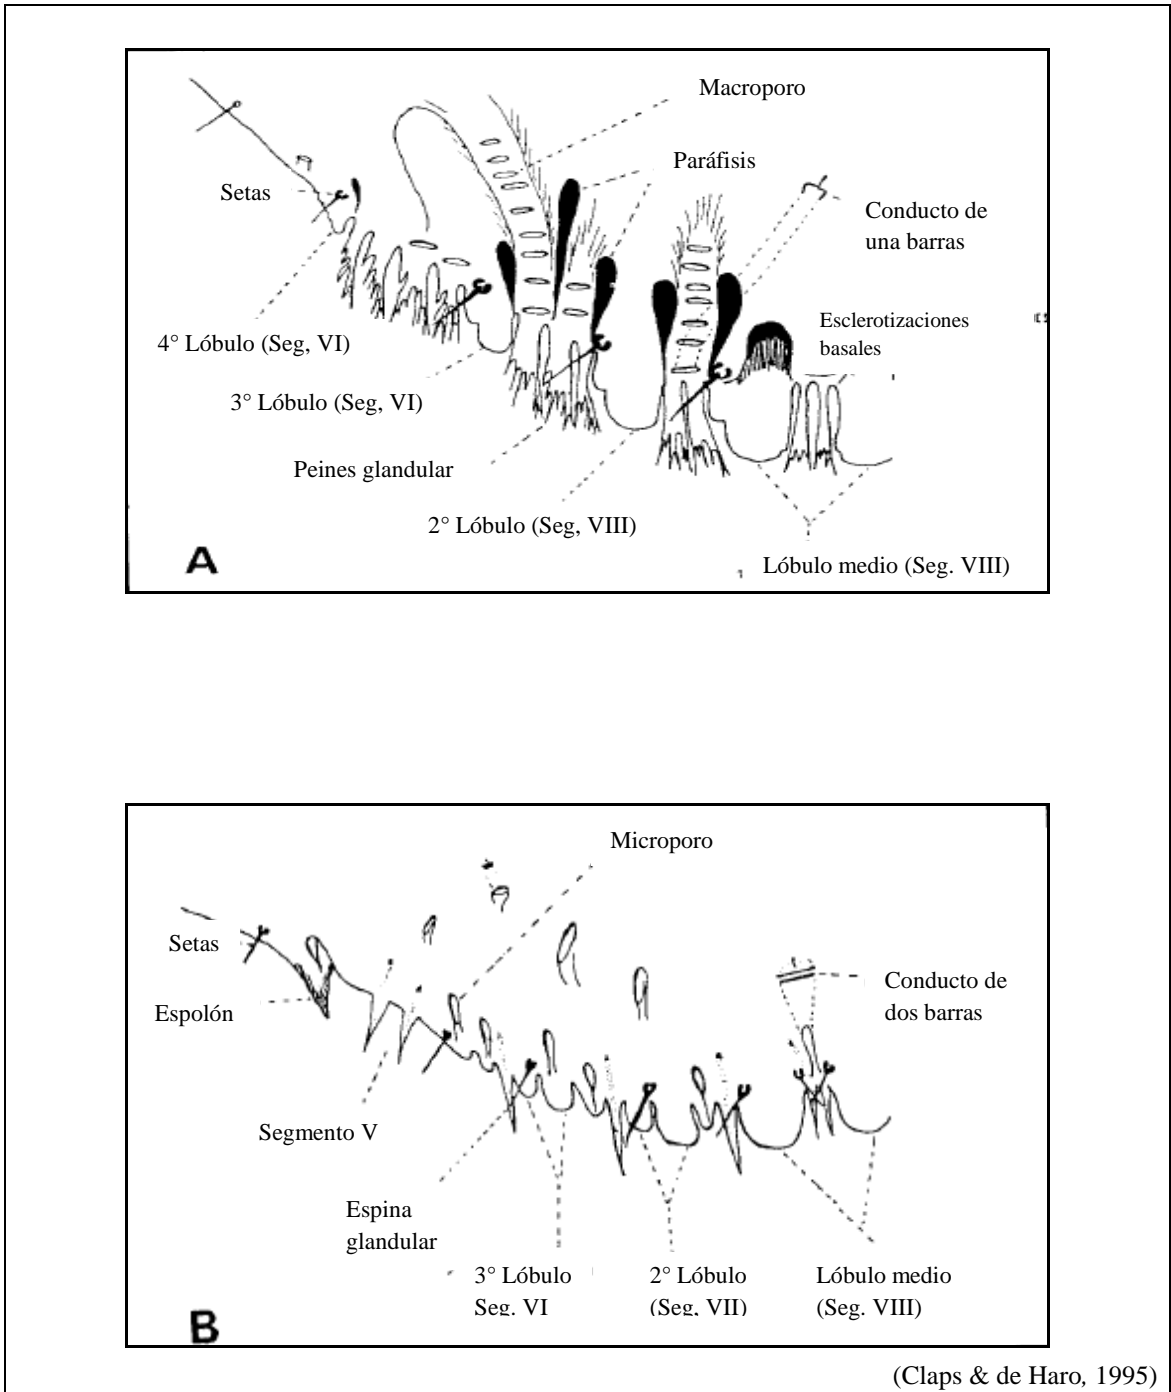 Macroporo
Paráfisis
Setas
Conducto de
una barras
Esclerotizaciones
basales
4° Lóbulo (Seg, VI)
3° Lóbulo (Seg, VI)
Peines glandular
2° Lóbulo (Seg, VIII)
Lóbulo medio (Seg. VIII)
A
Microporo
Setas
Espolón
Conducto de
dos barras
Segmento V
Espina
glandular
3° Lóbulo
Seg. VI
2° Lóbulo
(Seg, VII)
Lóbulo medio
(Seg. VIII)
B
(Claps & de Haro, 1995)